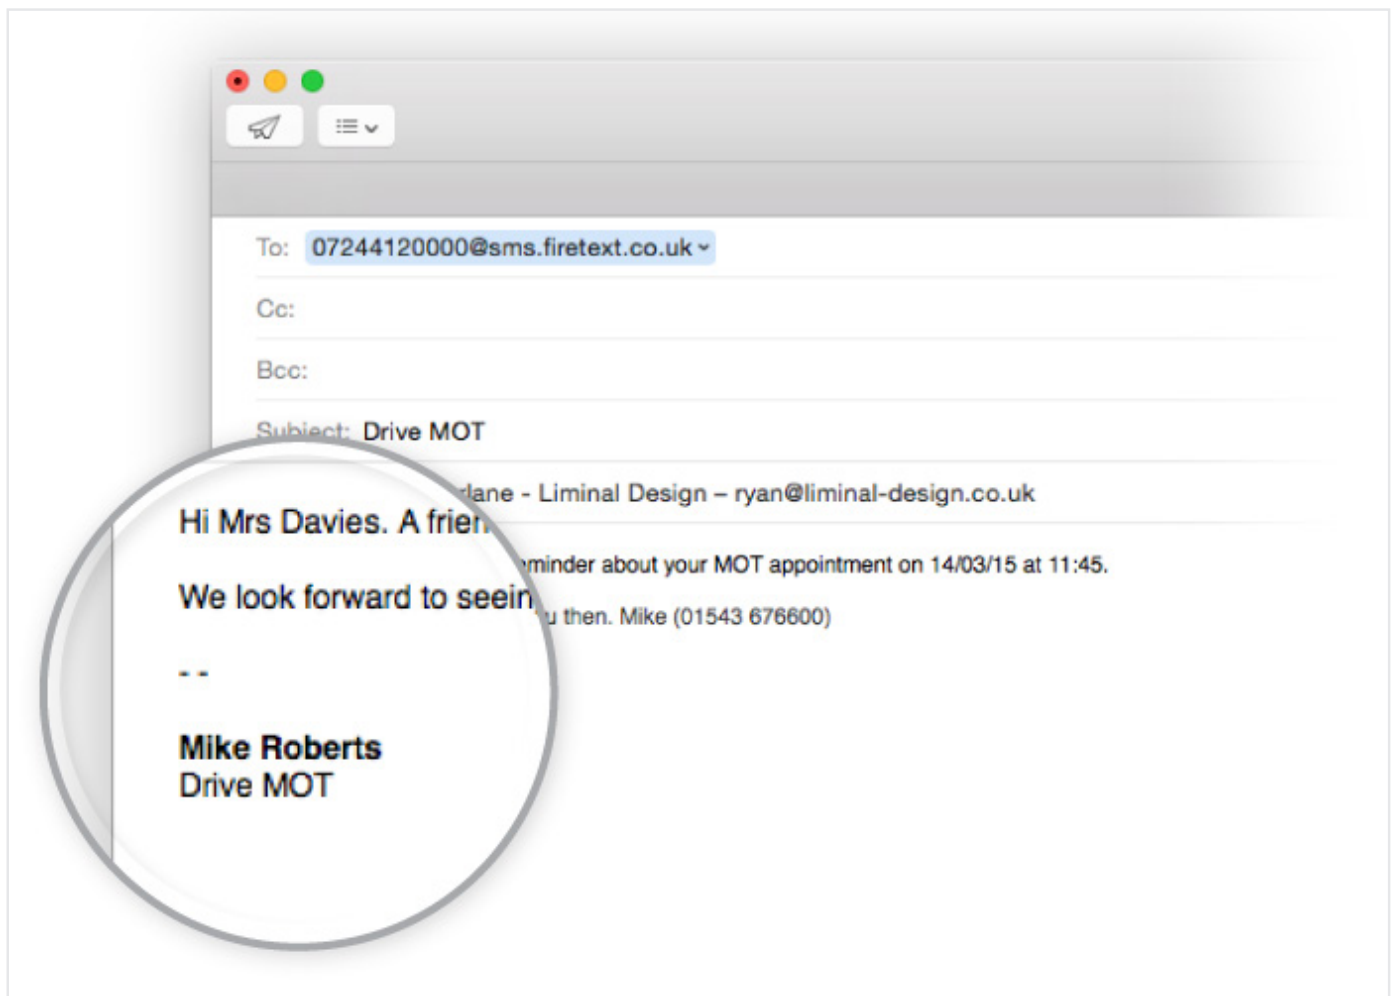 To: 07244120000@sms.firetext.co.uk
Cc:
Bcc:
Subject: Drive MOT
rlane - Liminal Design – ryan@liminal-design.co.uk
Hi Mrs Davies. A frien
eminder about your MOT appointment on 14/03/15 at 11:45.
We look forward to seein
u then. Mike (01543 676600)
- -
Mike Roberts
Drive MOT